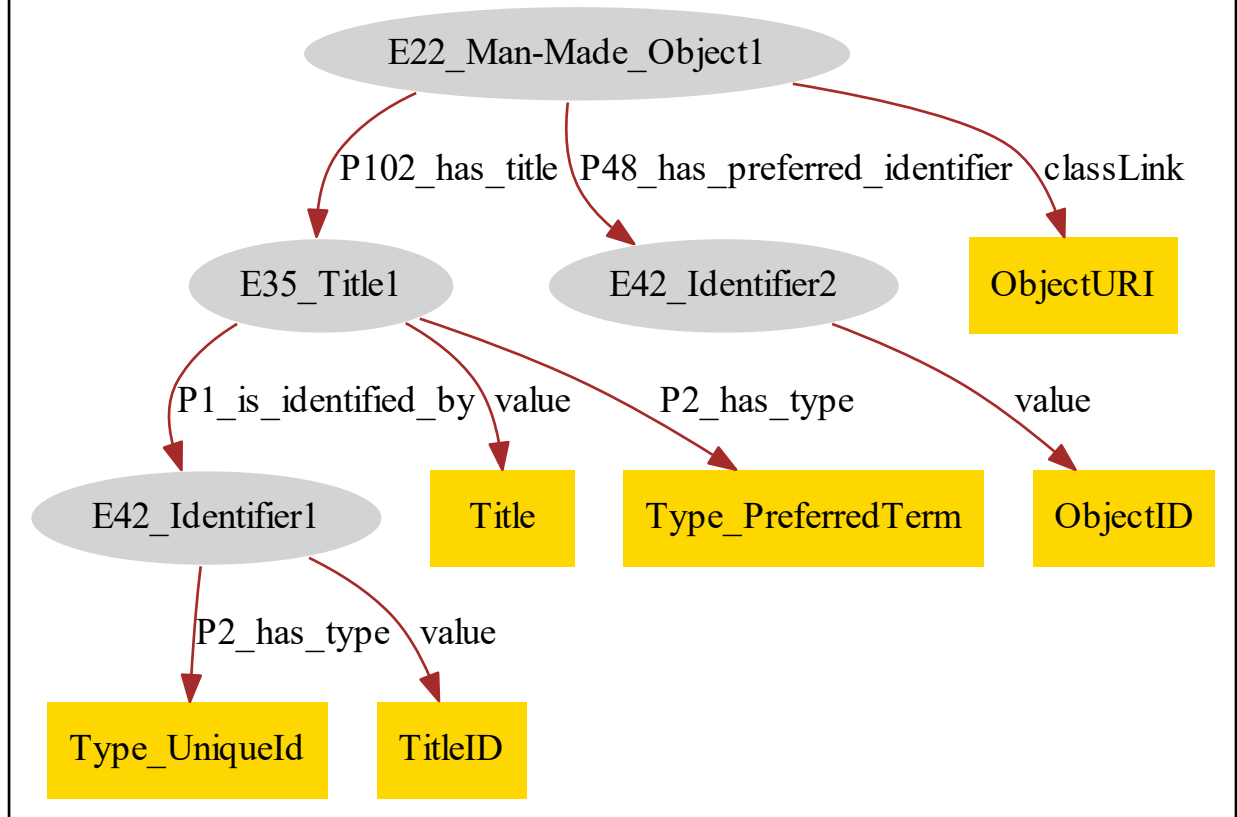 E22_Man-Made_Object1
P102_has_title P48_has_preferred_identifier classLink
E35_Title1 E42_Identifier2 ObjectURI
P1_is_identified_by value P2_has_type value
E42_Identifier1 Title Type_PreferredTerm ObjectID
P2_has_type value
Type_UniqueId TitleID